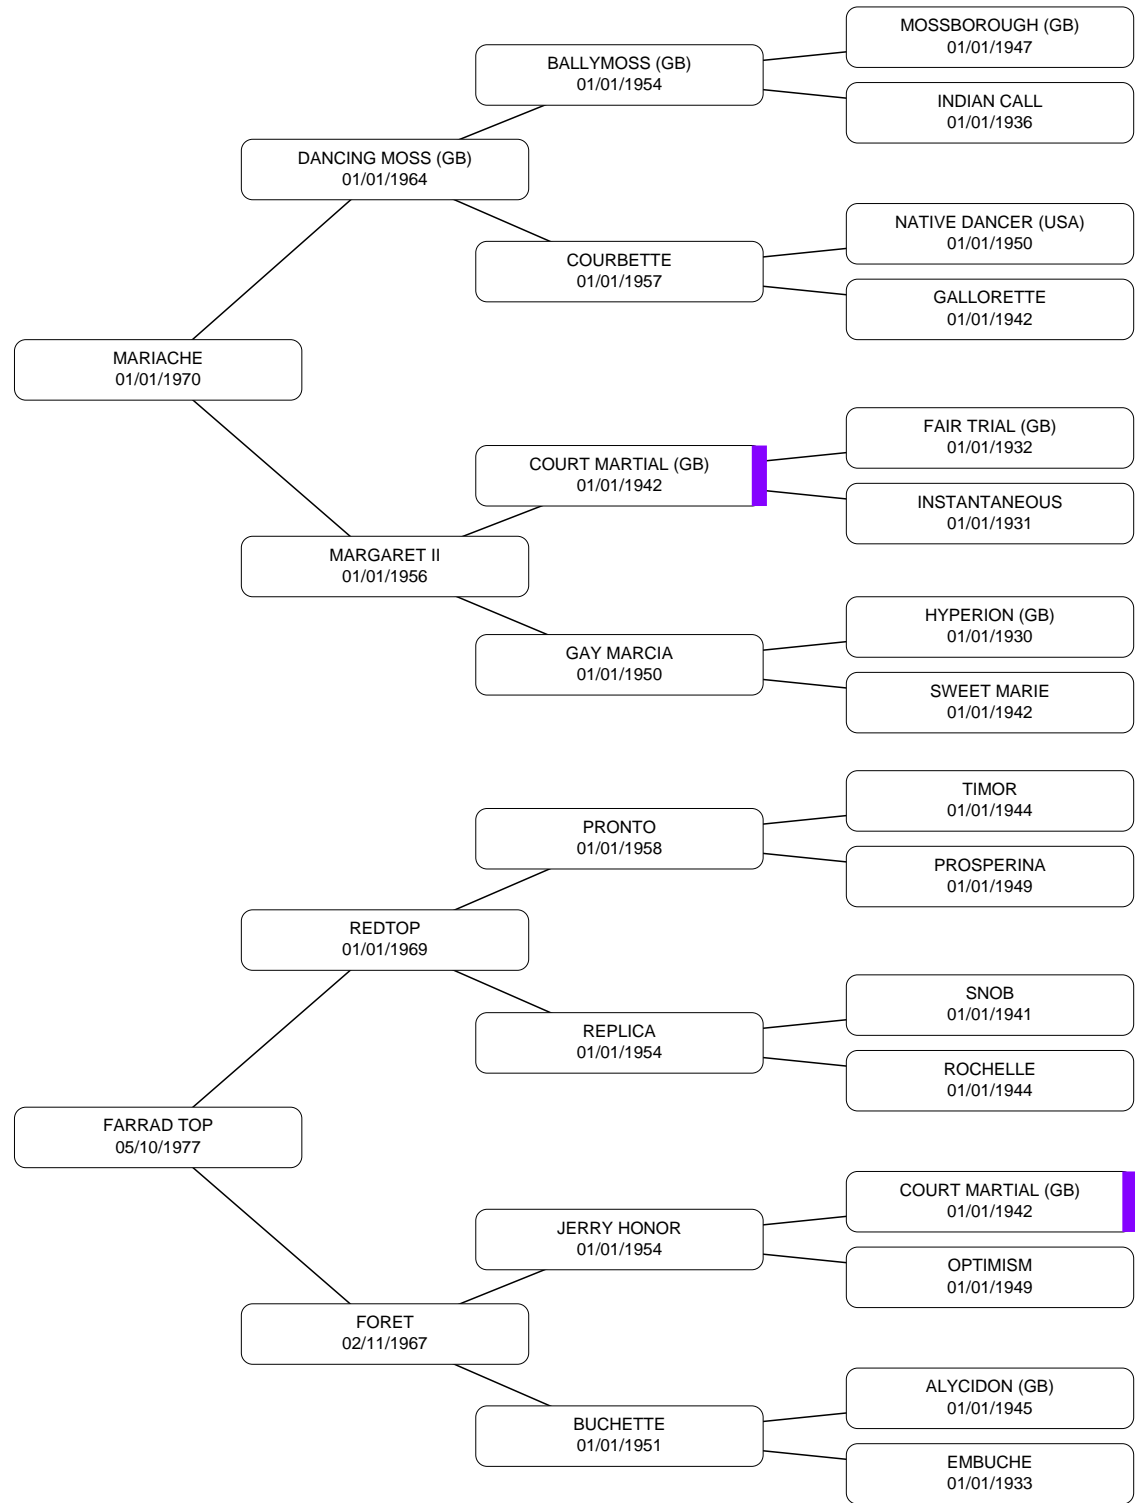 MOSSBOROUGH (GB)
01/01/1947
BALLYMOSS (GB)
01/01/1954
INDIAN CALL
01/01/1936
DANCING MOSS (GB)
01/01/1964
NATIVE DANCER (USA)
01/01/1950
COURBETTE
01/01/1957
GALLORETTE
01/01/1942
MARIACHE
01/01/1970
FAIR TRIAL (GB)
01/01/1932
COURT MARTIAL (GB)
01/01/1942
INSTANTANEOUS
01/01/1931
MARGARET II
01/01/1956
HYPERION (GB)
01/01/1930
GAY MARCIA
01/01/1950
SWEET MARIE
01/01/1942
TIMOR
01/01/1944
PRONTO
01/01/1958
PROSPERINA
01/01/1949
REDTOP
01/01/1969
SNOB
01/01/1941
REPLICA
01/01/1954
ROCHELLE
01/01/1944
FARRAD TOP
05/10/1977
COURT MARTIAL (GB)
01/01/1942
JERRY HONOR
01/01/1954
OPTIMISM
01/01/1949
FORET
02/11/1967
ALYCIDON (GB)
01/01/1945
BUCHETTE
01/01/1951
EMBUCHE
01/01/1933